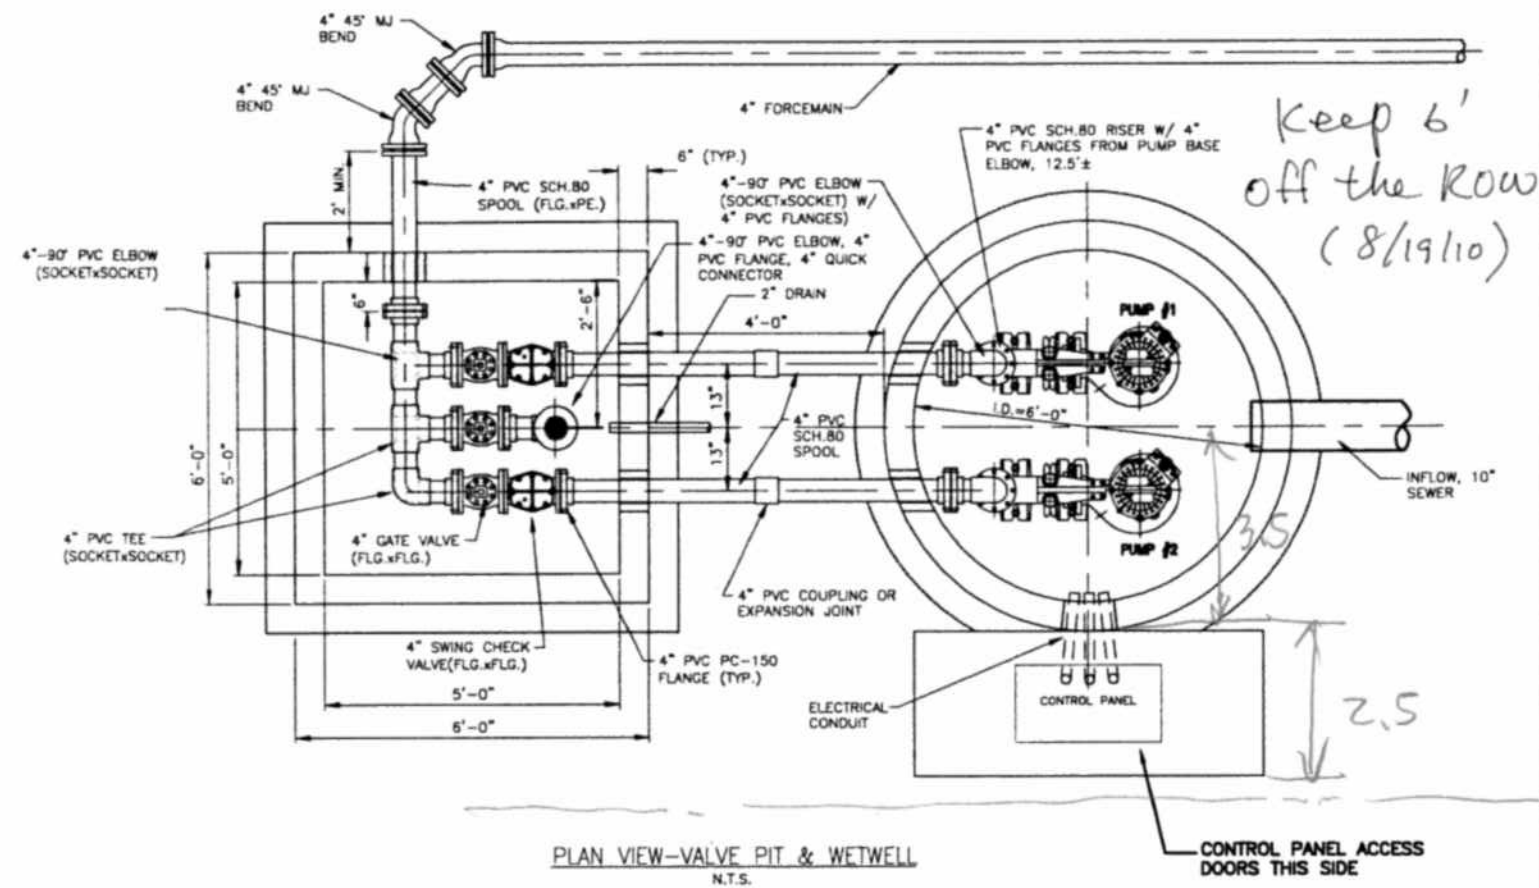 4" 45° MJ
BEND
4" 45° MJ
BEND
4" FORCEMAIN
Keep 6'
off the ROW
(8/19/10)
4" PVC SCH.80 RISER W/ 4"
PVC FLANGES FROM PUMP BASE
ELBOW, 12.5'±
6" (TYP.)
2' MIN.
4" PVC SCH.80
SPOOL (FLG.xPE.)
4"-90° PVC ELBOW
(SOCKETxSOCKET) W/
4" PVC FLANGES)
4"-90° PVC ELBOW
(SOCKETxSOCKET)
4"-90° PVC ELBOW, 4"
PVC FLANGE, 4" QUICK
CONNECTOR
2" DRAIN
6"
2'-6"
4'-0"
PUMP #1
13"
13"
I.D.=6'-0"
4" PVC
SCH.80
SPOOL
6'-0"
5'-0"
INFLOW, 10"
SEWER
4" PVC TEE
(SOCKETxSOCKET)
4" GATE VALVE
(FLG.xFLG.)
3.5
PUMP #2
4" PVC COUPLING OR
EXPANSION JOINT
4" SWING CHECK
VALVE(FLG.xFLG.)
4" PVC PC-150
FLANGE (TYP.)
5'-0"
6'-0"
ELECTRICAL
CONDUIT
CONTROL PANEL
2.5
CONTROL PANEL ACCESS
DOORS THIS SIDE
PLAN VIEW-VALVE PIT & WETWELL
N.T.S.